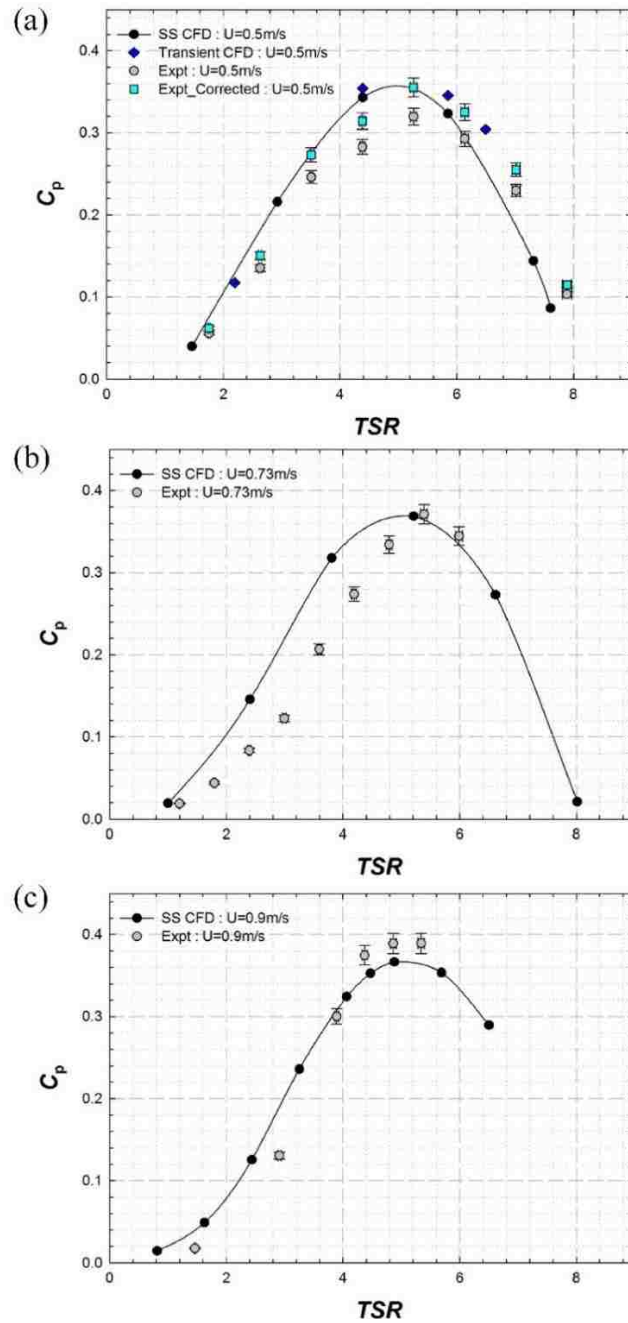 (a)
SS CFD : U=0.5m/s
Transient CFD : U=0.5m/s
Expt : U=0.5m/s
Expt_Corrected : U=0.5m/s
0.4
0.3
0.2
0.1
0.0
Cp
0 2 4 6 8
TSR
(b)
SS CFD : U=0.73m/s
Expt : U=0.73m/s
0.4
0.3
0.2
0.1
0.0
Cp
0 2 4 6 8
TSR
(c)
SS CFD : U=0.9m/s
Expt : U=0.9m/s
0.4
0.3
0.2
0.1
0.0
Cp
0 2 4 6 8
TSR